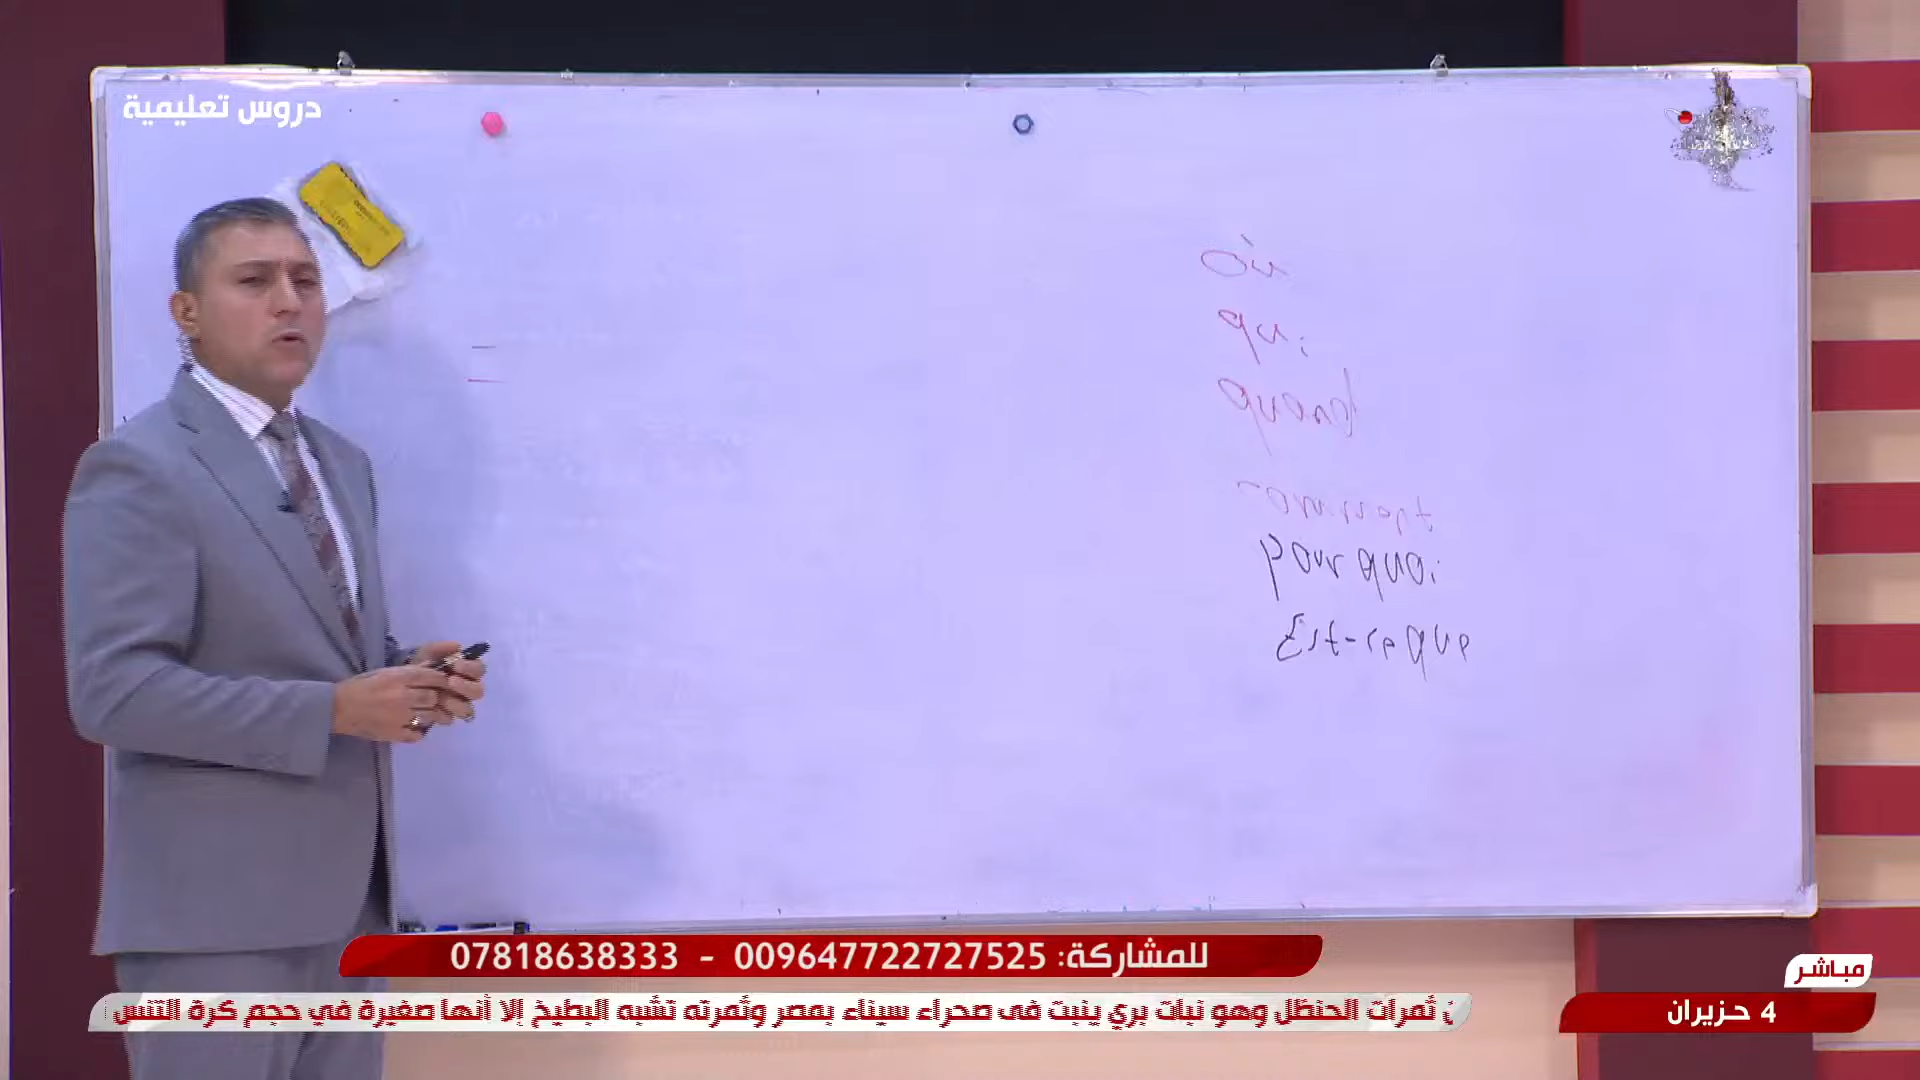 دروس تعليمية
où
qui
quand
comment
pourquoi
Est-ce que
للمشاركة: 009647722727525 - 07818638333
مباشر
ثمرات الحنظل وهو نبات بري ينبت في صحراء سيناء بمصر وثمرته تشبه البطيخ إلا أنها صغيرة في حجم كرة التنس
4 حزيران